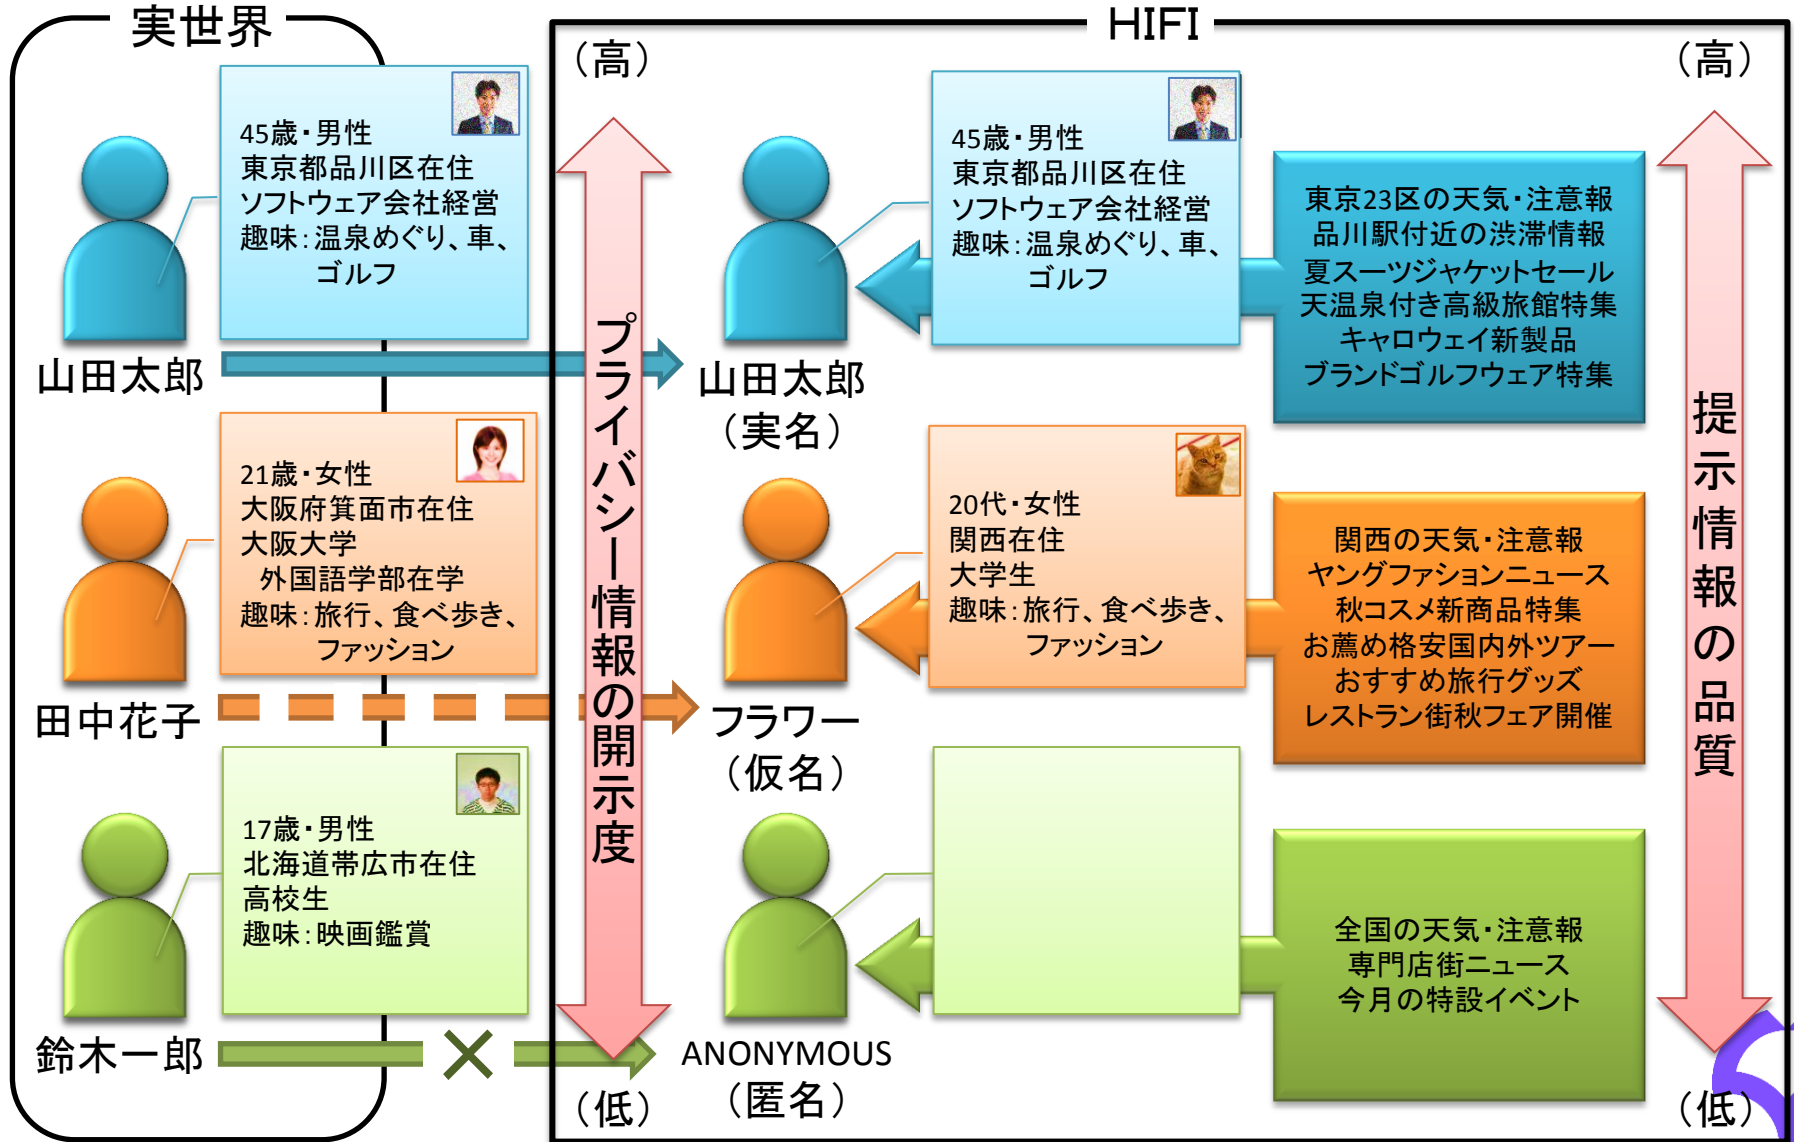 実世界
HIFI
（高）
（高）
45歳・男性
東京都品川区在住
ソフトウェア会社経営
趣味：温泉めぐり、車、
ゴルフ
山田太郎
45歳・男性
東京都品川区在住
ソフトウェア会社経営
趣味：温泉めぐり、車、
ゴルフ
山田太郎
（実名）
東京23区の天気・注意報
品川駅付近の渋滞情報
夏スーツジャケットセール
天温泉付き高級旅館特集
キャロウェイ新製品
ブランドゴルフウェア特集
プライバシー情報の開示度
提示情報の品質
21歳・女性
大阪府箕面市在住
大阪大学
外国語学部在学
趣味：旅行、食べ歩き、
ファッション
田中花子
20代・女性
関西在住
大学生
趣味：旅行、食べ歩き、
ファッション
フラワー
（仮名）
関西の天気・注意報
ヤングファションニュース
秋コスメ新商品特集
お薦め格安国内外ツアー
おすすめ旅行グッズ
レストラン街秋フェア開催
17歳・男性
北海道帯広市在住
高校生
趣味：映画鑑賞
鈴木一郎
ANONYMOUS
（匿名）
全国の天気・注意報
専門店街ニュース
今月の特設イベント
（低）
（低）